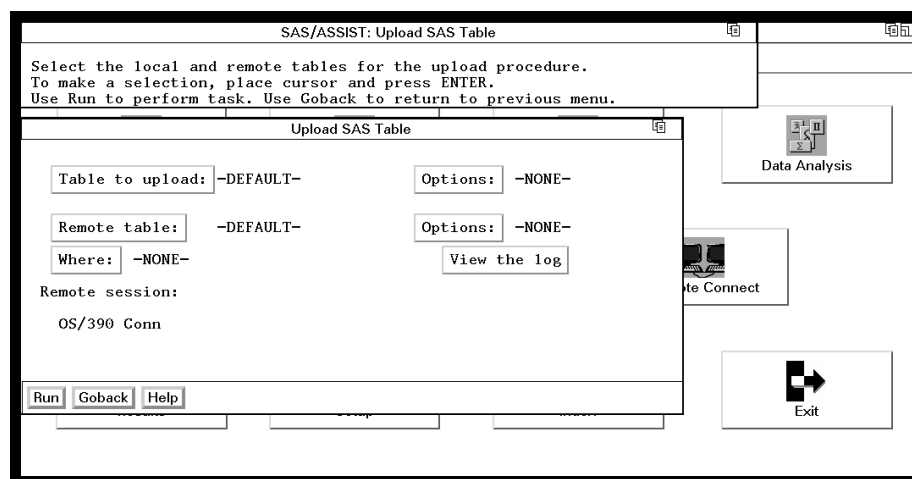 SAS/ASSIST: Upload SAS Table
Select the local and remote tables for the upload procedure.
To make a selection, place cursor and press ENTER.
Use Run to perform task. Use Goback to return to previous menu.
Upload SAS Table
Table to upload: -DEFAULT- Options: -NONE-
Remote table: -DEFAULT- Options: -NONE-
Where: -NONE- View the log
Remote session:
OS/390 Conn
Run Goback Help
Data Analysis
Connect
Exit